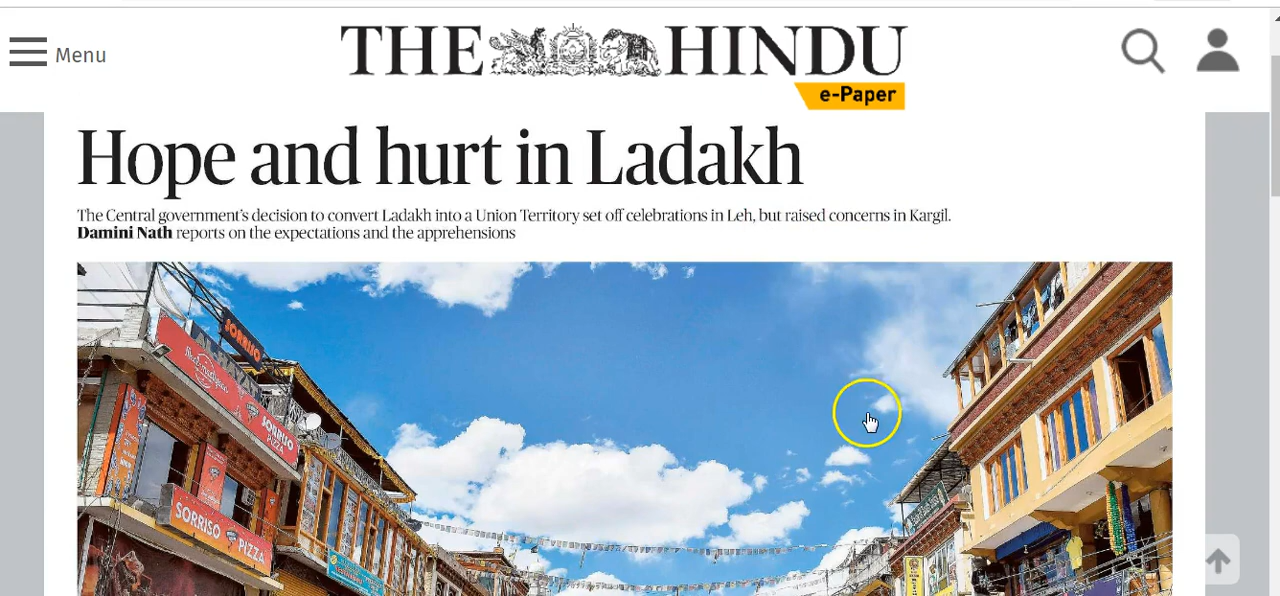 Menu
THE HINDU
e-Paper
Hope and hurt in Ladakh
The Central government's decision to convert Ladakh into a Union Territory set off celebrations in Leh, but raised concerns in Kargil.
Damini Nath reports on the expectations and the apprehensions
SORRISO
SORRISO
PIZZA
SORRISO PIZZA